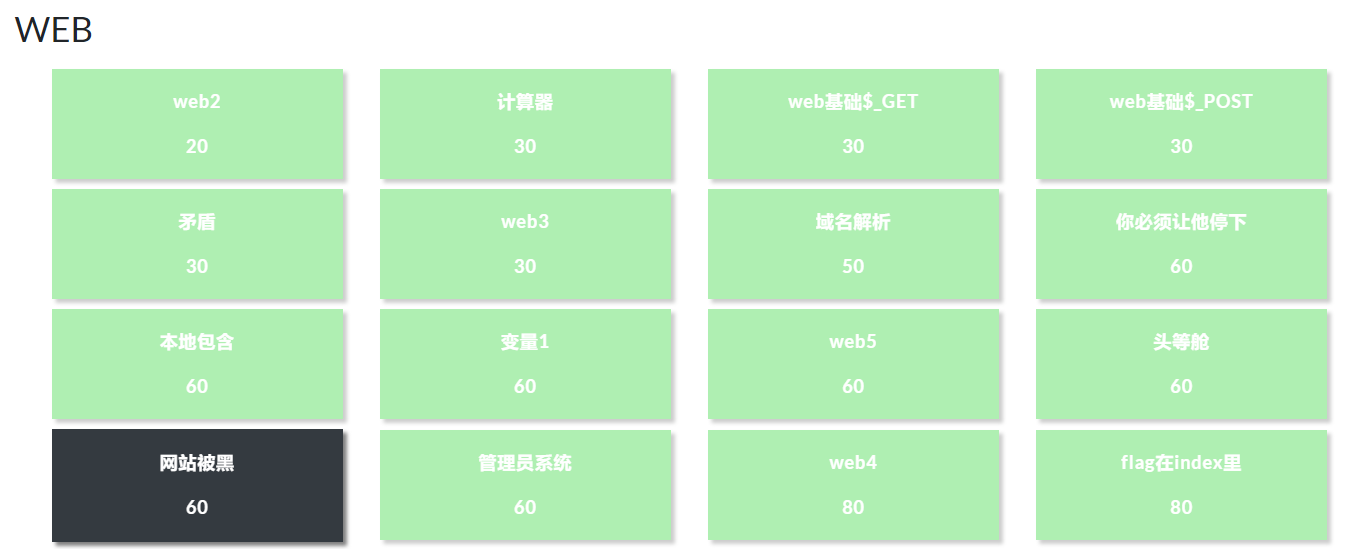 WEB
web2
20
计算器
30
web基础$_GET
30
web基础$_POST
30
矛盾
30
web3
30
域名解析
50
你必须让他停下
60
本地包含
60
变量1
60
web5
60
头等舱
60
网站被黑
60
管理员系统
60
web4
80
flag在index里
80